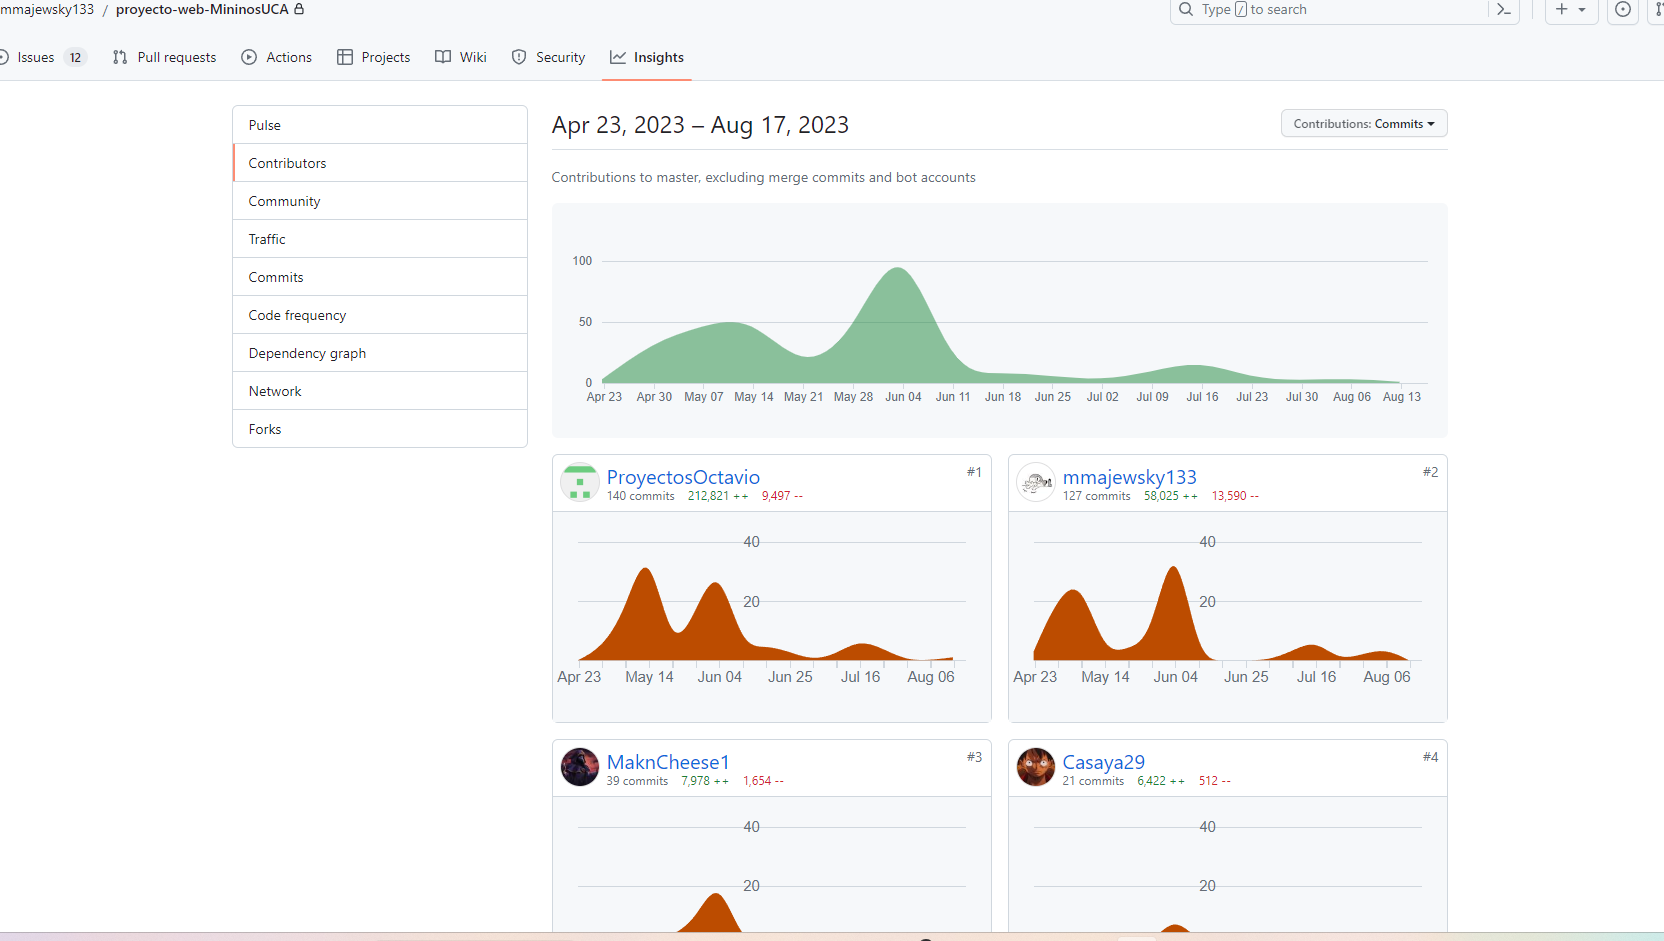 mmajewsky133 / proyecto-web-MininosUCA
Type / to search
Issues 12 Pull requests Actions Projects Wiki Security Insights
Pulse
Contributors
Community
Traffic
Commits
Code frequency
Dependency graph
Network
Forks
Apr 23, 2023 – Aug 17, 2023
Contributions: Commits
Contributions to master, excluding merge commits and bot accounts
100
50
0
Apr 23 Apr 30 May 07 May 14 May 21 May 28 Jun 04 Jun 11 Jun 18 Jun 25 Jul 02 Jul 09 Jul 16 Jul 23 Jul 30 Aug 06 Aug 13
ProyectosOctavio #1
140 commits 212,821 ++ 9,497 --
40
20
Apr 23 May 14 Jun 04 Jun 25 Jul 16 Aug 06
mmajewsky133 #2
127 commits 58,025 ++ 13,590 --
40
20
Apr 23 May 14 Jun 04 Jun 25 Jul 16 Aug 06
MaknCheese1 #3
39 commits 7,978 ++ 1,654 --
40
20
Casaya29 #4
21 commits 6,422 ++ 512 --
40
20